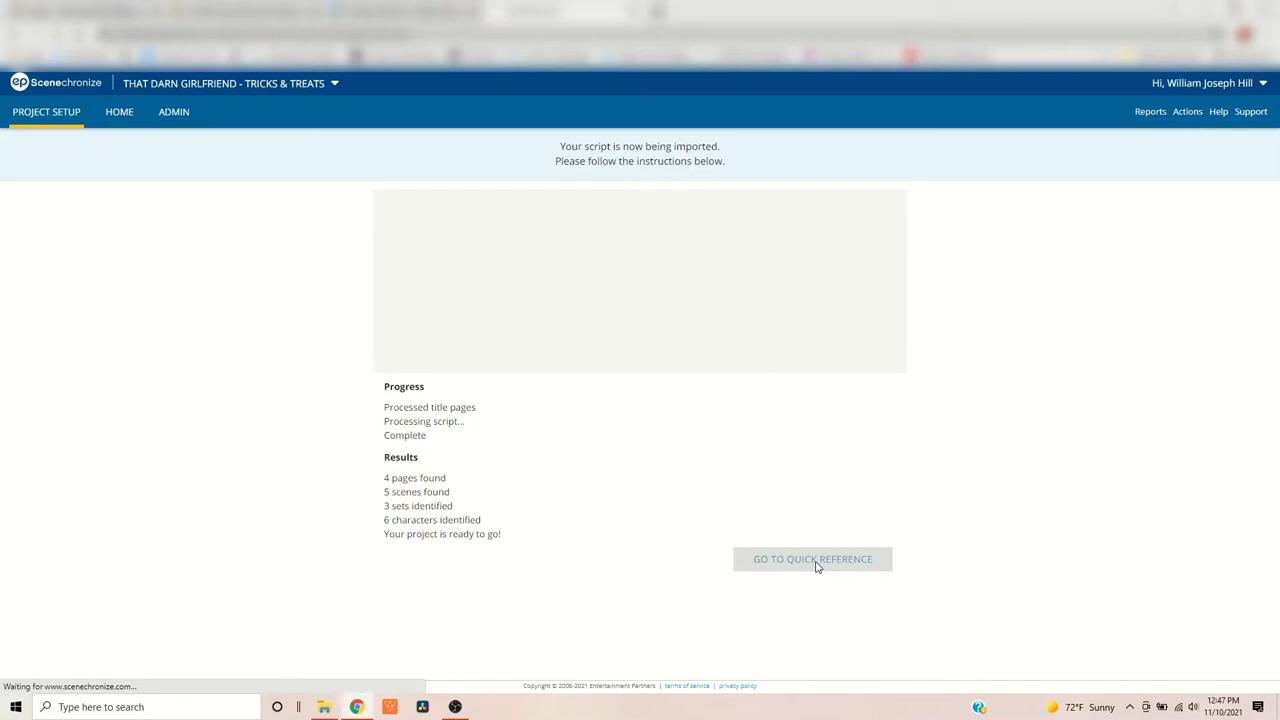 ep Scenechronize
THAT DARN GIRLFRIEND - TRICKS & TREATS
Hi, William Joseph Hill
PROJECT SETUP
HOME
ADMIN
Reports
Actions
Help
Support
Your script is now being imported.
Please follow the instructions below.
Progress
Processed title pages
Processing script...
Complete
Results
4 pages found
5 scenes found
3 sets identified
6 characters identified
Your project is ready to go!
GO TO QUICK REFERENCE
Waiting for www.scenechronize.com...
Copyright © 2006-2021 Entertainment Partners | terms of service | privacy policy
Type here to search
72°F Sunny
12:47 PM
11/10/2021